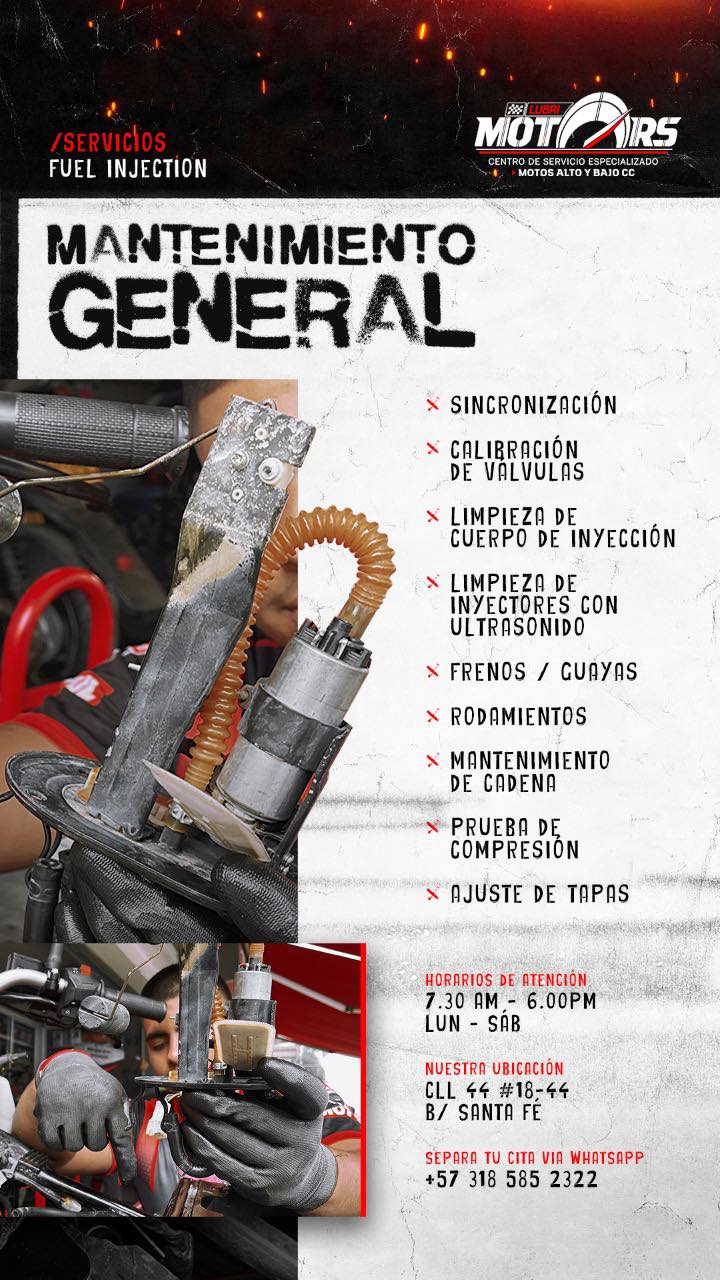 /SERVICIOS
FUEL INJECTION
LUBRI
MOTORS
CENTRO DE SERVICIO ESPECIALIZADO
MOTOS ALTO Y BAJO CC
MANTENIMIENTO
GENERAL
SINCRONIZACIÓN
CALIBRACIÓN
DE VÁLVULAS
LIMPIEZA DE
CUERPO DE INYECCIÓN
LIMPIEZA DE
INYECTORES CON
ULTRASONIDO
FRENOS / GUAYAS
RODAMIENTOS
MANTENIMIENTO
DE CADENA
PRUEBA DE
COMPRESIÓN
AJUSTE DE TAPAS
HORARIOS DE ATENCIÓN
7.30 AM - 6.00PM
LUN - SÁB
NUESTRA UBICACIÓN
CLL 44 #18-44
B/ SANTA FÉ
SEPARA TU CITA VIA WHATSAPP
+57 318 585 2322